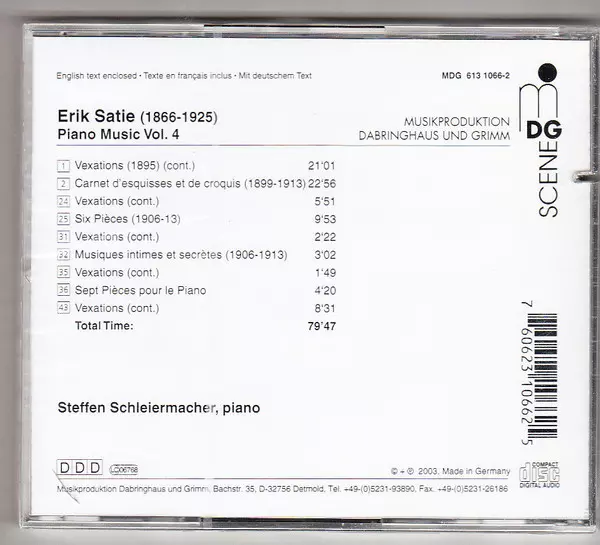 English text enclosed · Texte en français inclus · Mit deutschem Text
MDG 613 1066-2
Erik Satie (1866-1925)
Piano Music Vol. 4
MUSIKPRODUKTION
DABRINGHAUS UND GRIMM
DG
SCENE
1 Vexations (1895) (cont.) 21'01
2 Carnet d'esquisses et de croquis (1899-1913) 22'56
24 Vexations (cont.) 5'51
25 Six Pièces (1906-13) 9'53
31 Vexations (cont.) 2'22
32 Musiques intimes et secrètes (1906-1913) 3'02
35 Vexations (cont.) 1'49
36 Sept Pièces pour le Piano 4'20
43 Vexations (cont.) 8'31
Total Time: 79'47
7 60623 10662 5
Steffen Schleiermacher, piano
DDD LC06768
© + ℗ 2003, Made in Germany
COMPACT disc DIGITAL AUDIO
Musikproduktion Dabringhaus und Grimm, Bachstr. 35, D-32756 Detmold, Tel. +49-(0)5231-93890, Fax. +49-(0)5231-26186